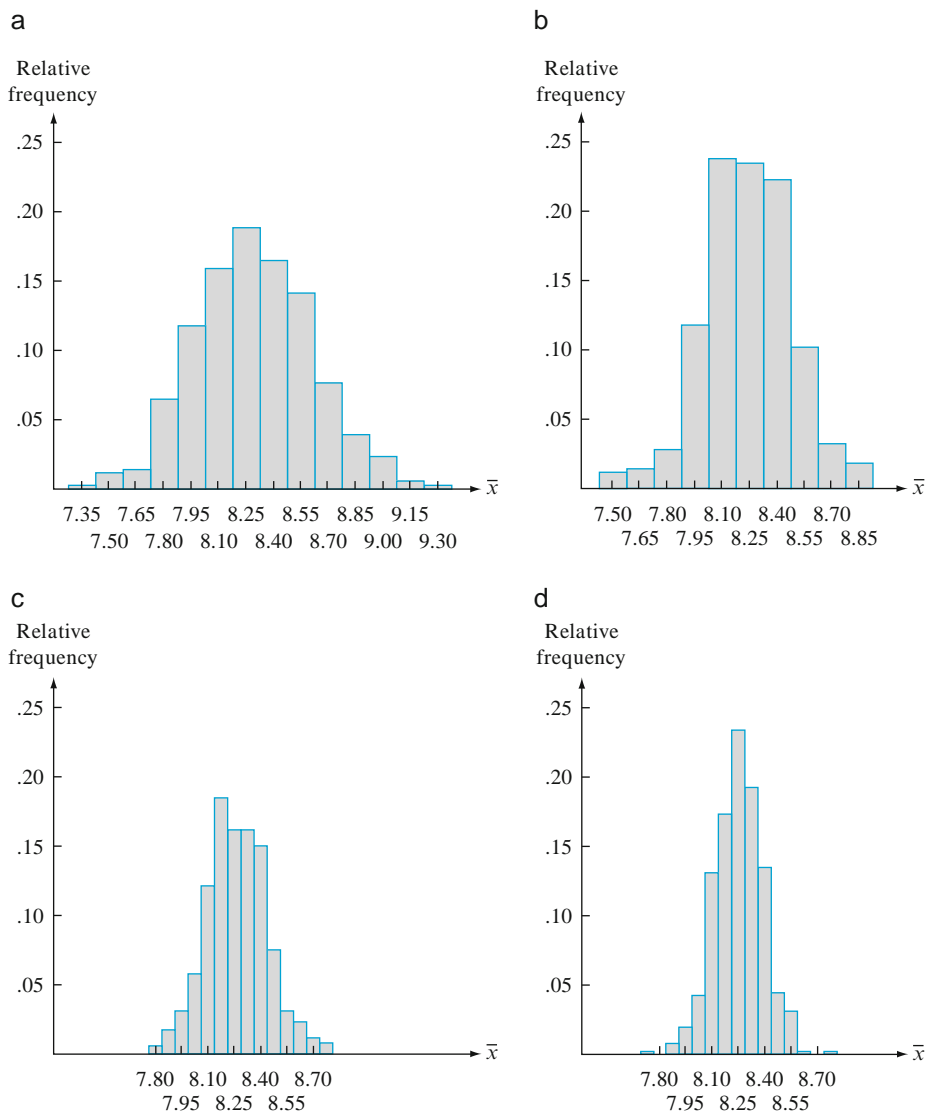 a
Relative
frequency
.25
.20
.15
.10
.05
x̄
7.35 7.65 7.95 8.25 8.55 8.85 9.15
7.50 7.80 8.10 8.40 8.70 9.00 9.30
b
Relative
frequency
.25
.20
.15
.10
.05
x̄
7.50 7.80 8.10 8.40 8.70
7.65 7.95 8.25 8.55 8.85
c
Relative
frequency
.25
.20
.15
.10
.05
x̄
7.80 8.10 8.40 8.70
7.95 8.25 8.55
d
Relative
frequency
.25
.20
.15
.10
.05
x̄
7.80 8.10 8.40 8.70
7.95 8.25 8.55